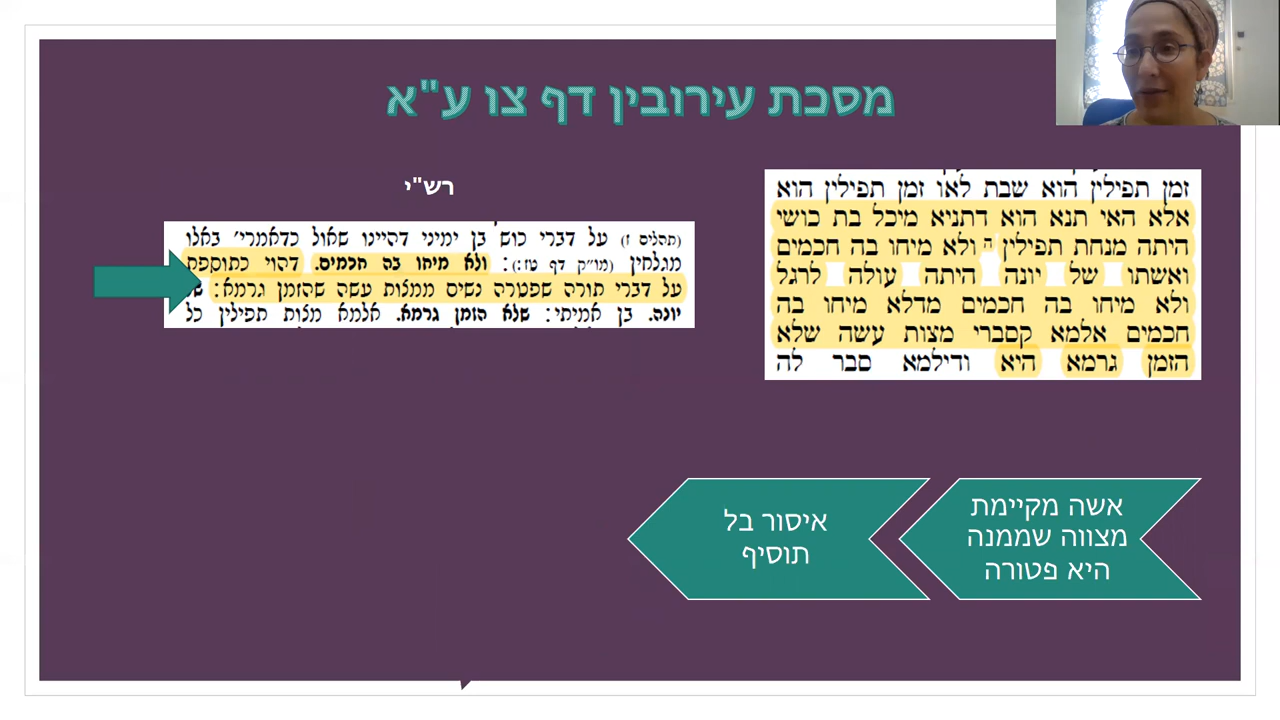 מסכת עירובין דף צו ע"א
זמן תפילין הוא שבת לאו זמן תפילין הוא
אלא האי תנא הוא דתניא מיכל בת כושי
היתה מנחת תפילין ה ולא מיחו בה חכמים
ואשתו של יונה היתה עולה לרגל
ולא מיחו בה חכמים מדלא מיחו בה
חכמים אלמא קסברי מצות עשה שלא
הזמן גרמא היא ודילמא סבר לה
רש"י
(תהלים ז) על דברי כוש בן ימיני דהיינו שאול כדאמרי' באלו
מגלחין (מו"ק דף טז:): ולא מיחו בה חכמים. דהוי כתוספת
על דברי תורה שפטרה נשים ממצות עשה שהזמן גרמא:
יונה. בן אמיתי: שלא הזמן גרמא. אלמא מצות תפילין כל
אשה מקיימת
מצווה שממנה
היא פטורה
איסור בל
תוסיף